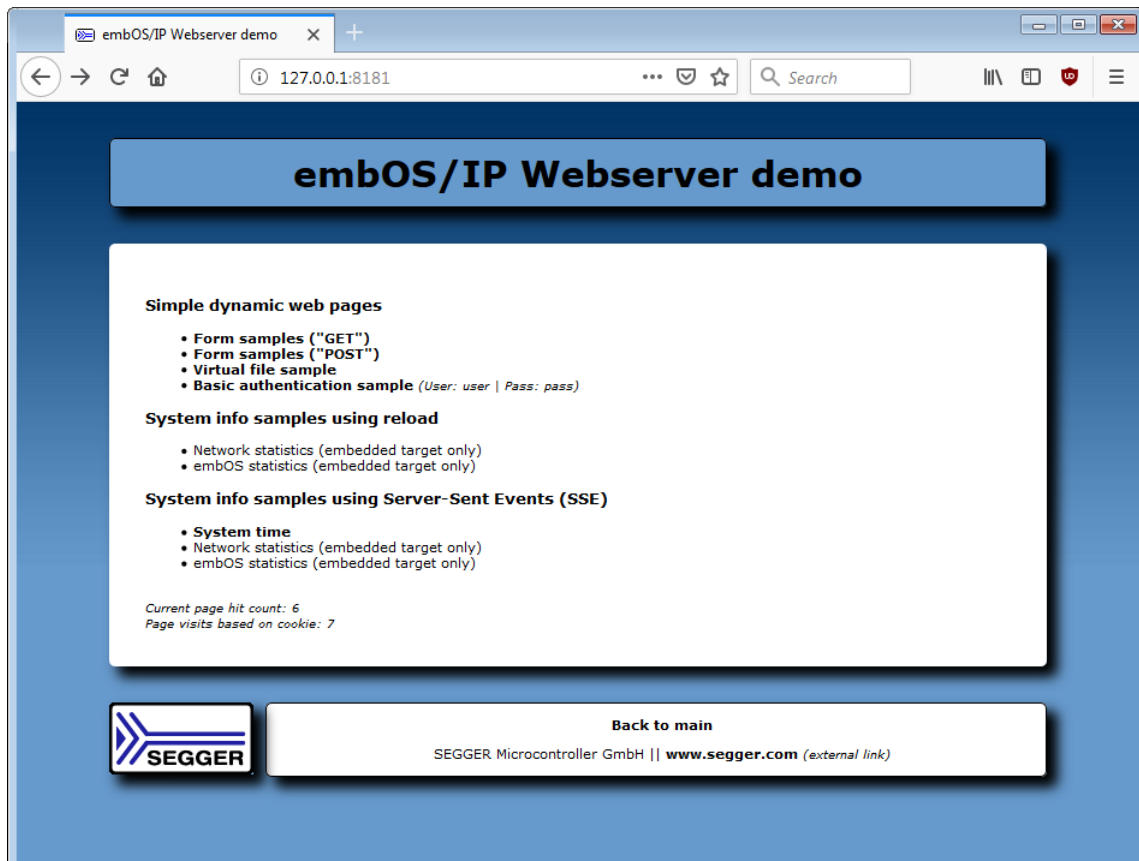 embOS/IP Webserver demo
127.0.0.1:8181
Search
embOS/IP Webserver demo
Simple dynamic web pages
• Form samples ("GET")
• Form samples ("POST")
• Virtual file sample
• Basic authentication sample (User: user | Pass: pass)
System info samples using reload
• Network statistics (embedded target only)
• embOS statistics (embedded target only)
System info samples using Server-Sent Events (SSE)
• System time
• Network statistics (embedded target only)
• embOS statistics (embedded target only)
Current page hit count: 6
Page visits based on cookie: 7
SEGGER
Back to main
SEGGER Microcontroller GmbH || www.segger.com (external link)